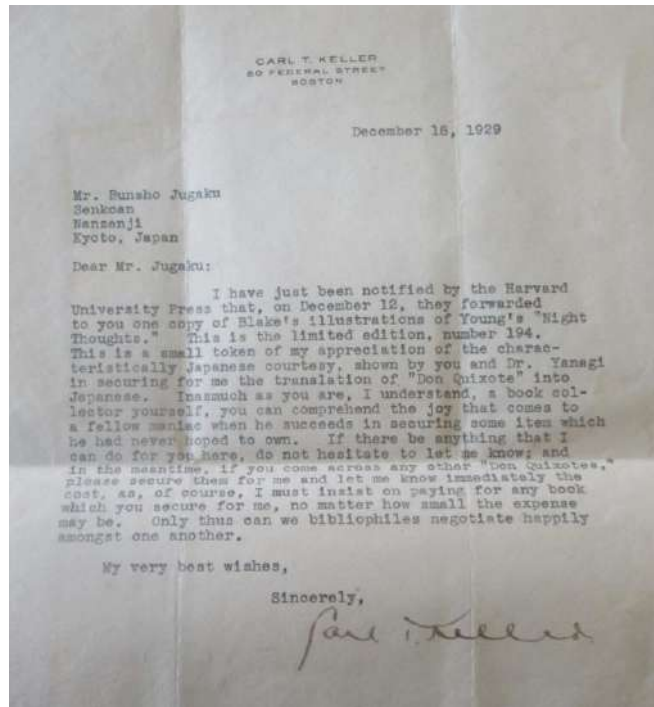 CARL T. KELLER
80 FEDERAL STREET
BOSTON
December 16, 1929
Mr. Bunsho Jugaku
Senkoan
Nanzenji
Kyoto, Japan
Dear Mr. Jugaku:
I have just been notified by the Harvard
University Press that, on December 12, they forwarded
to you one copy of Blake's illustrations of Young's "Night
Thoughts." This is the limited edition, number 194.
This is a small token of my appreciation of the charac-
teristically Japanese courtesy, shown by you and Dr. Yanagi
in securing for me the translation of "Don Quixote" into
Japanese. Inasmuch as you are, I understand, a book col-
lector yourself, you can comprehend the joy that comes to
a fellow maniac when he succeeds in securing some item which
he had never hoped to own. If there be anything that I
can do for you here, do not hesitate to let me know; and
in the meantime, if you come across any other "Don Quixotes,"
please secure them for me and let me know immediately the
cost, as, of course, I must insist on paying for any book
which you secure for me, no matter how small the expense
may be. Only thus can we bibliophiles negotiate happily
amongst one another.
My very best wishes,
Sincerely,
Carl T. Keller